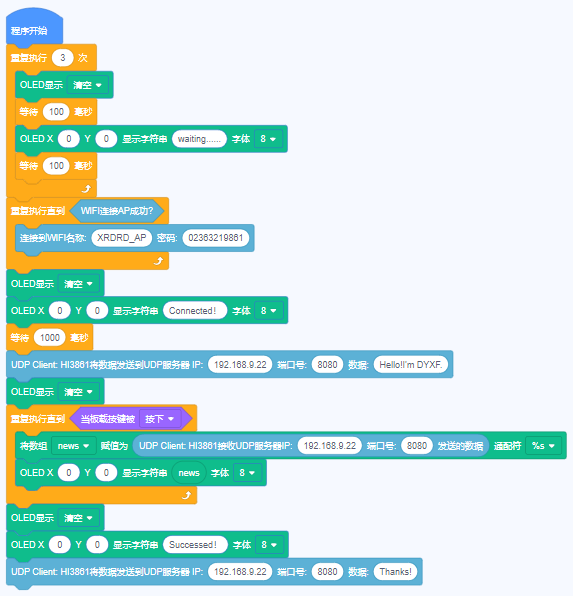 程序开始
重复执行 3 次
OLED显示 清空
等待 100 毫秒
OLED X 0 Y 0 显示字符串 waiting...... 字体 8
等待 100 毫秒
重复执行直到 WIFI连接AP成功?
连接到WIFI名称: XRDRD_AP 密码: 02363219861
OLED显示 清空
OLED X 0 Y 0 显示字符串 Connected! 字体 8
等待 1000 毫秒
UDP Client: HI3861将数据发送到UDP服务器 IP: 192.168.9.22 端口号: 8080 数据: Hello!I'm DYXF.
OLED显示 清空
重复执行直到 当板载按键被 按下
将数组 news 赋值为 UDP Client: HI3861接收UDP服务器IP: 192.168.9.22 端口号: 8080 发送的数据 通配符 %s
OLED X 0 Y 0 显示字符串 news 字体 8
OLED显示 清空
OLED X 0 Y 0 显示字符串 Successed! 字体 8
UDP Client: HI3861将数据发送到UDP服务器 IP: 192.168.9.22 端口号: 8080 数据: Thanks!